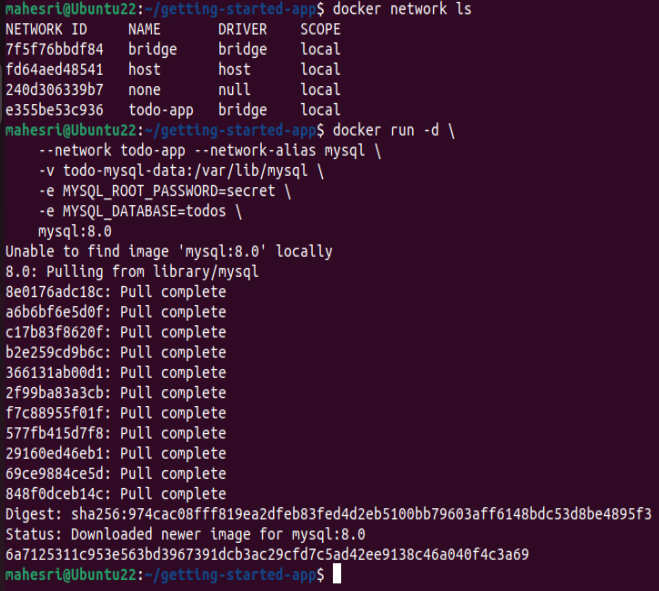 mahesri@Ubuntu22:~/getting-started-app$ docker network ls
NETWORK ID     NAME       DRIVER    SCOPE
7f5f76bbdf84   bridge     bridge    local
fd64aed48541   host       host      local
240d306339b7   none       null      local
e355be53c936   todo-app   bridge    local
mahesri@Ubuntu22:~/getting-started-app$ docker run -d \
    --network todo-app --network-alias mysql \
    -v todo-mysql-data:/var/lib/mysql \
    -e MYSQL_ROOT_PASSWORD=secret \
    -e MYSQL_DATABASE=todos \
    mysql:8.0
Unable to find image 'mysql:8.0' locally
8.0: Pulling from library/mysql
8e0176adc18c: Pull complete
a6b6bf6e5d0f: Pull complete
c17b83f8620f: Pull complete
b2e259cd9b6c: Pull complete
366131ab00d1: Pull complete
2f99ba83a3cb: Pull complete
f7c88955f01f: Pull complete
577fb415d7f8: Pull complete
29160ed46eb1: Pull complete
69ce9884ce5d: Pull complete
848f0dceb14c: Pull complete
Digest: sha256:974cac08fff819ea2dfeb83fed4d2eb5100bb79603aff6148bdc53d8be4895f3
Status: Downloaded newer image for mysql:8.0
6a7125311c953e563bd3967391dcb3ac29cfd7c5ad42ee9138c46a040f4c3a69
mahesri@Ubuntu22:~/getting-started-app$